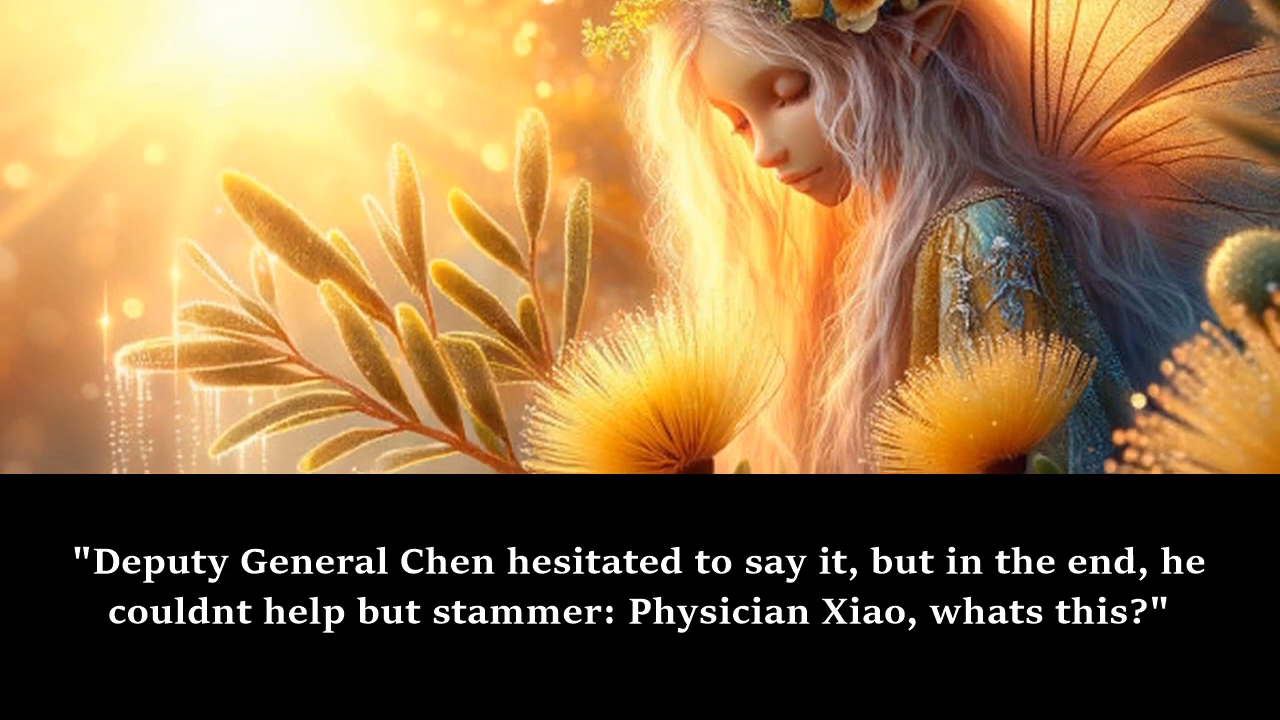 "Deputy General Chen hesitated to say it, but in the end, he
couldnt help but stammer: Physician Xiao, whats this?"